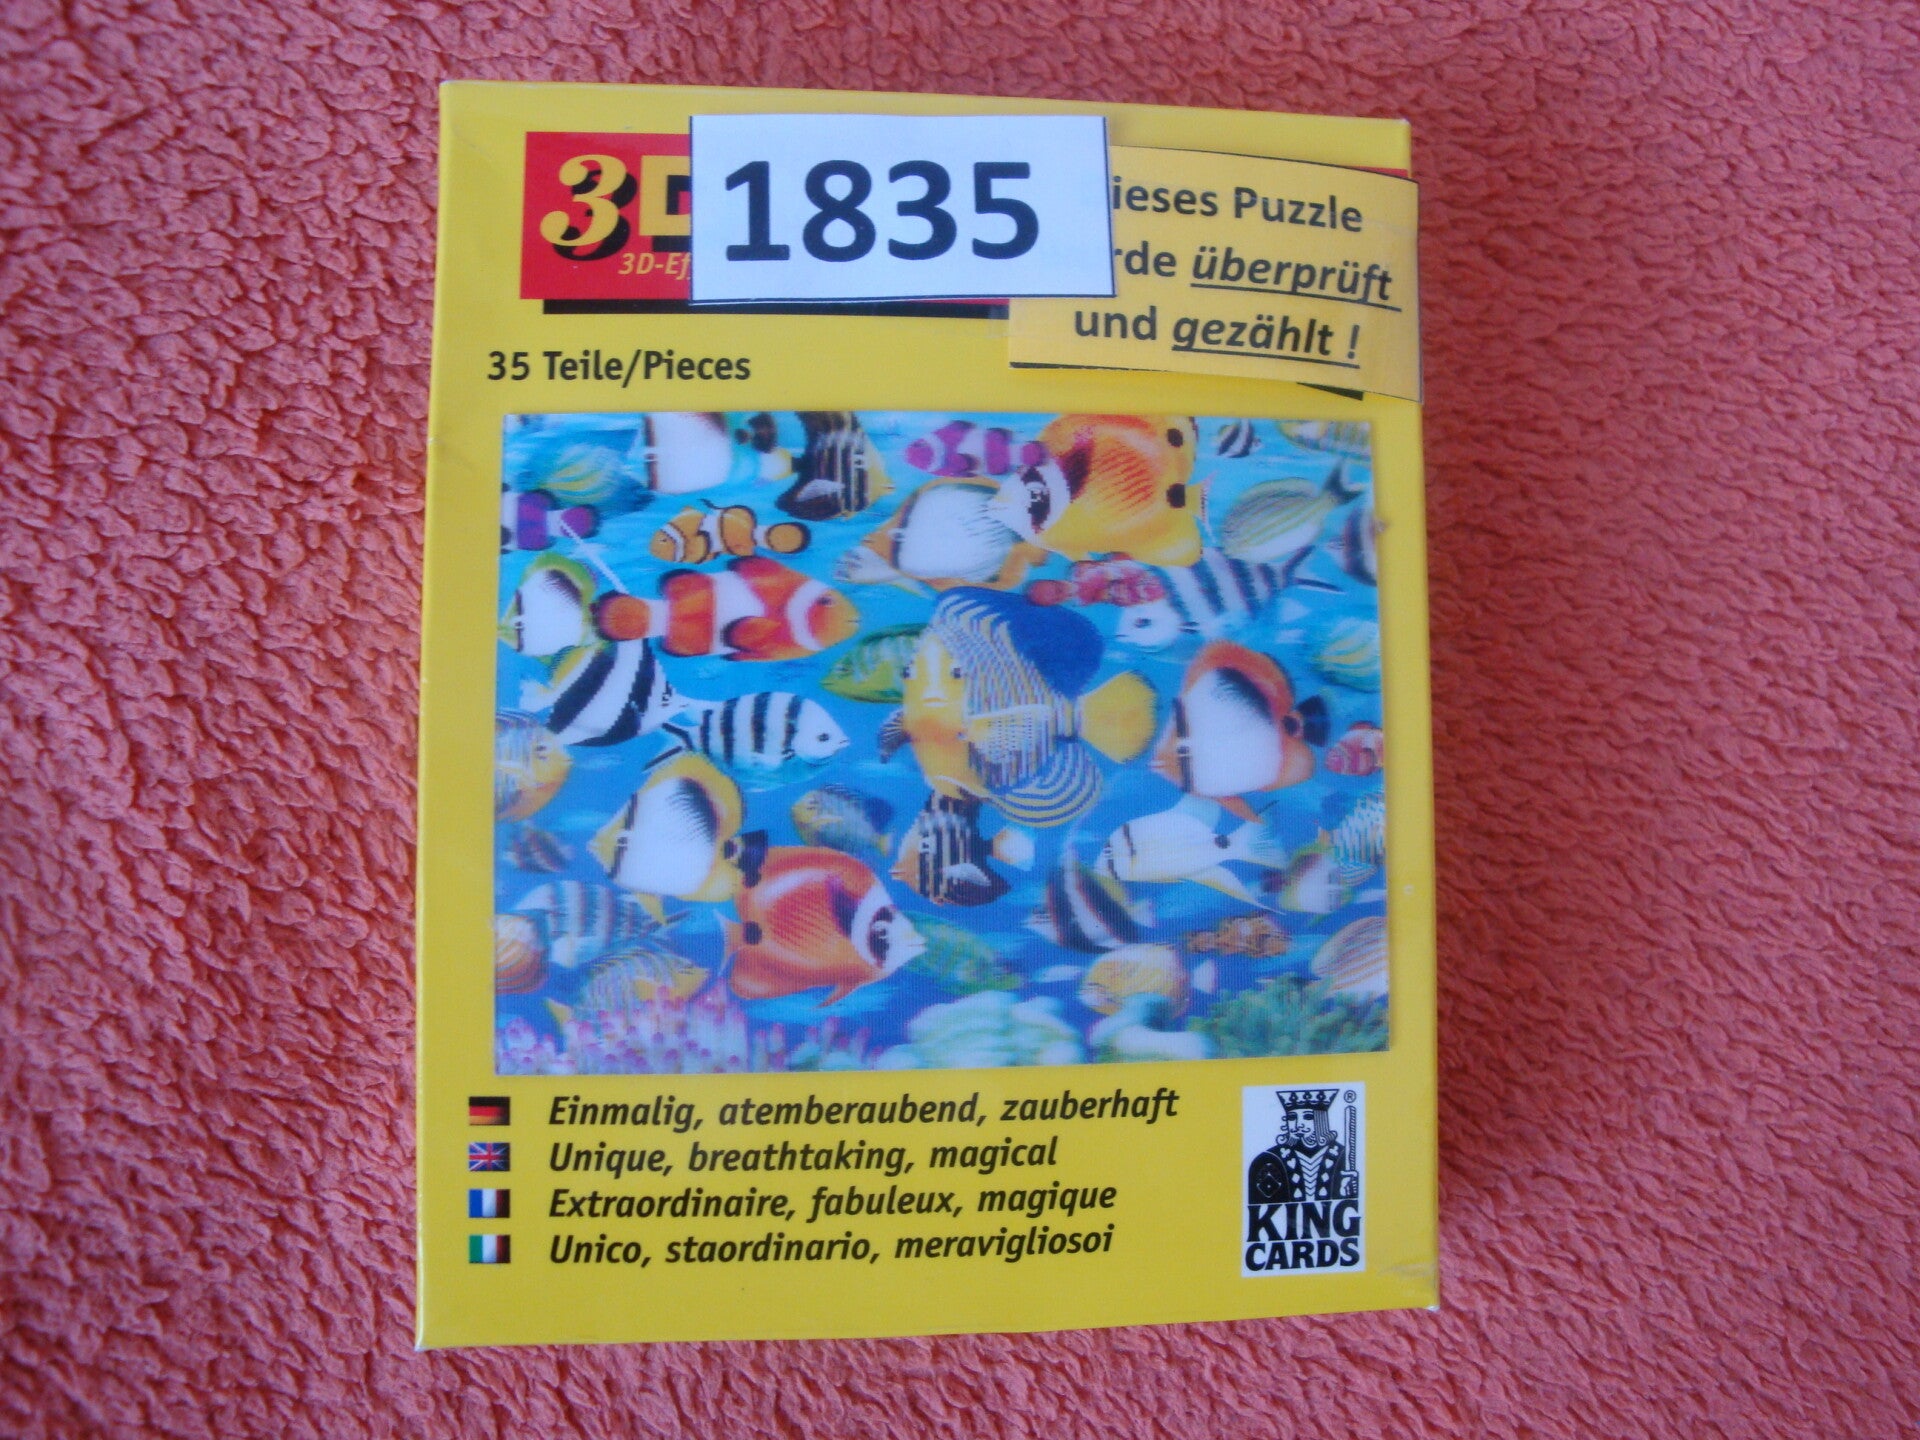 3D
3D-Ef
1835
ieses Puzzle
rde überprüft
und gezählt !
35 Teile/Pieces
Einmalig, atemberaubend, zauberhaft
Unique, breathtaking, magical
Extraordinaire, fabuleux, magique
Unico, staordinario, meravigliosoi
®
KING
CARDS